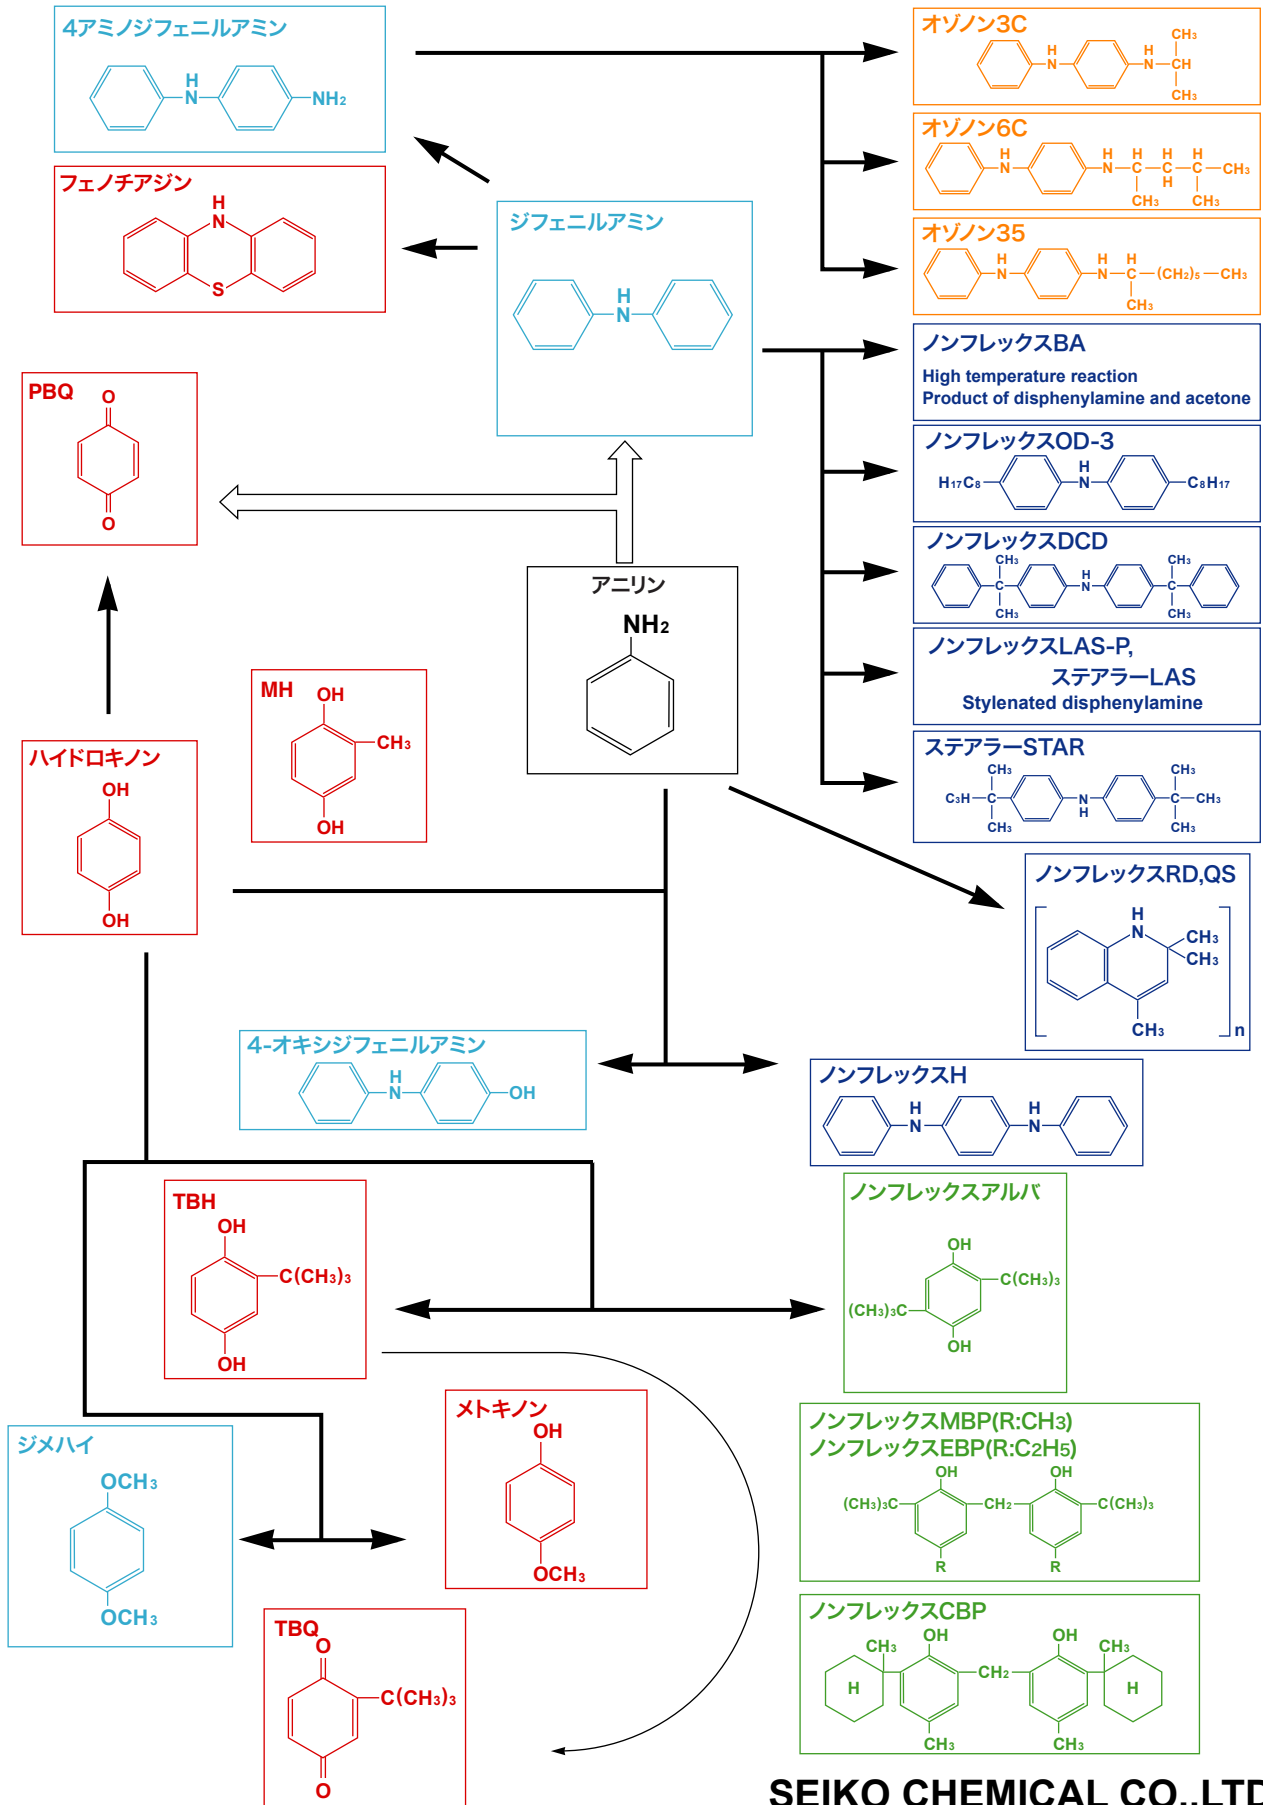 4アミノジフェニルアミン
H
N
NH2
フェノチアジン
H
N
S
ジフェニルアミン
H
N
PBQ
O
O
アニリン
NH2
MH
OH
CH3
OH
ハイドロキノン
OH
OH
オゾノン3C
CH3
H
N
H
N
CH
CH3
オゾノン6C
H
N
H
N
H
C
H
C
H
H
C
CH3
CH3
CH3
オゾノン35
H
N
H
N
H
C
(CH2)5
CH3
CH3
ノンフレックスBA
High temperature reaction
Product of disphenylamine and acetone
ノンフレックスOD-3
H17C8
H
N
C8H17
ノンフレックスDCD
CH3
C
CH3
H
N
CH3
C
CH3
ノンフレックスLAS-P,
ステアラーLAS
Stylenated disphenylamine
ステアラーSTAR
CH3
C3H
C
CH3
N
H
CH3
C
CH3
CH3
ノンフレックスRD,QS
H
N
CH3
CH3
CH3
n
4-オキシジフェニルアミン
H
N
OH
ノンフレックスH
H
N
H
N
TBH
OH
C(CH3)3
OH
ノンフレックスアルバ
OH
C(CH3)3
(CH3)3C
OH
ジメハイ
OCH3
OCH3
メトキノン
OH
OCH3
ノンフレックスMBP(R:CH3)
ノンフレックスEBP(R:C2H5)
OH
OH
(CH3)3C
CH2
C(CH3)3
R
R
TBQ
O
C(CH3)3
O
ノンフレックスCBP
CH3
OH
OH
CH3
H
CH2
H
CH3
CH3
SEIKO CHEMICAL CO.,LTD